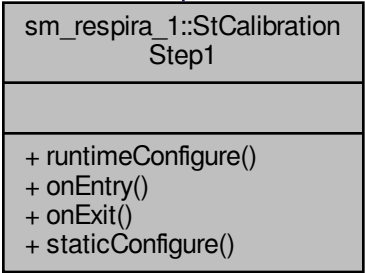 sm_respira_1::StCalibration
Step1
+ runtimeConfigure()
+ onEntry()
+ onExit()
+ staticConfigure()